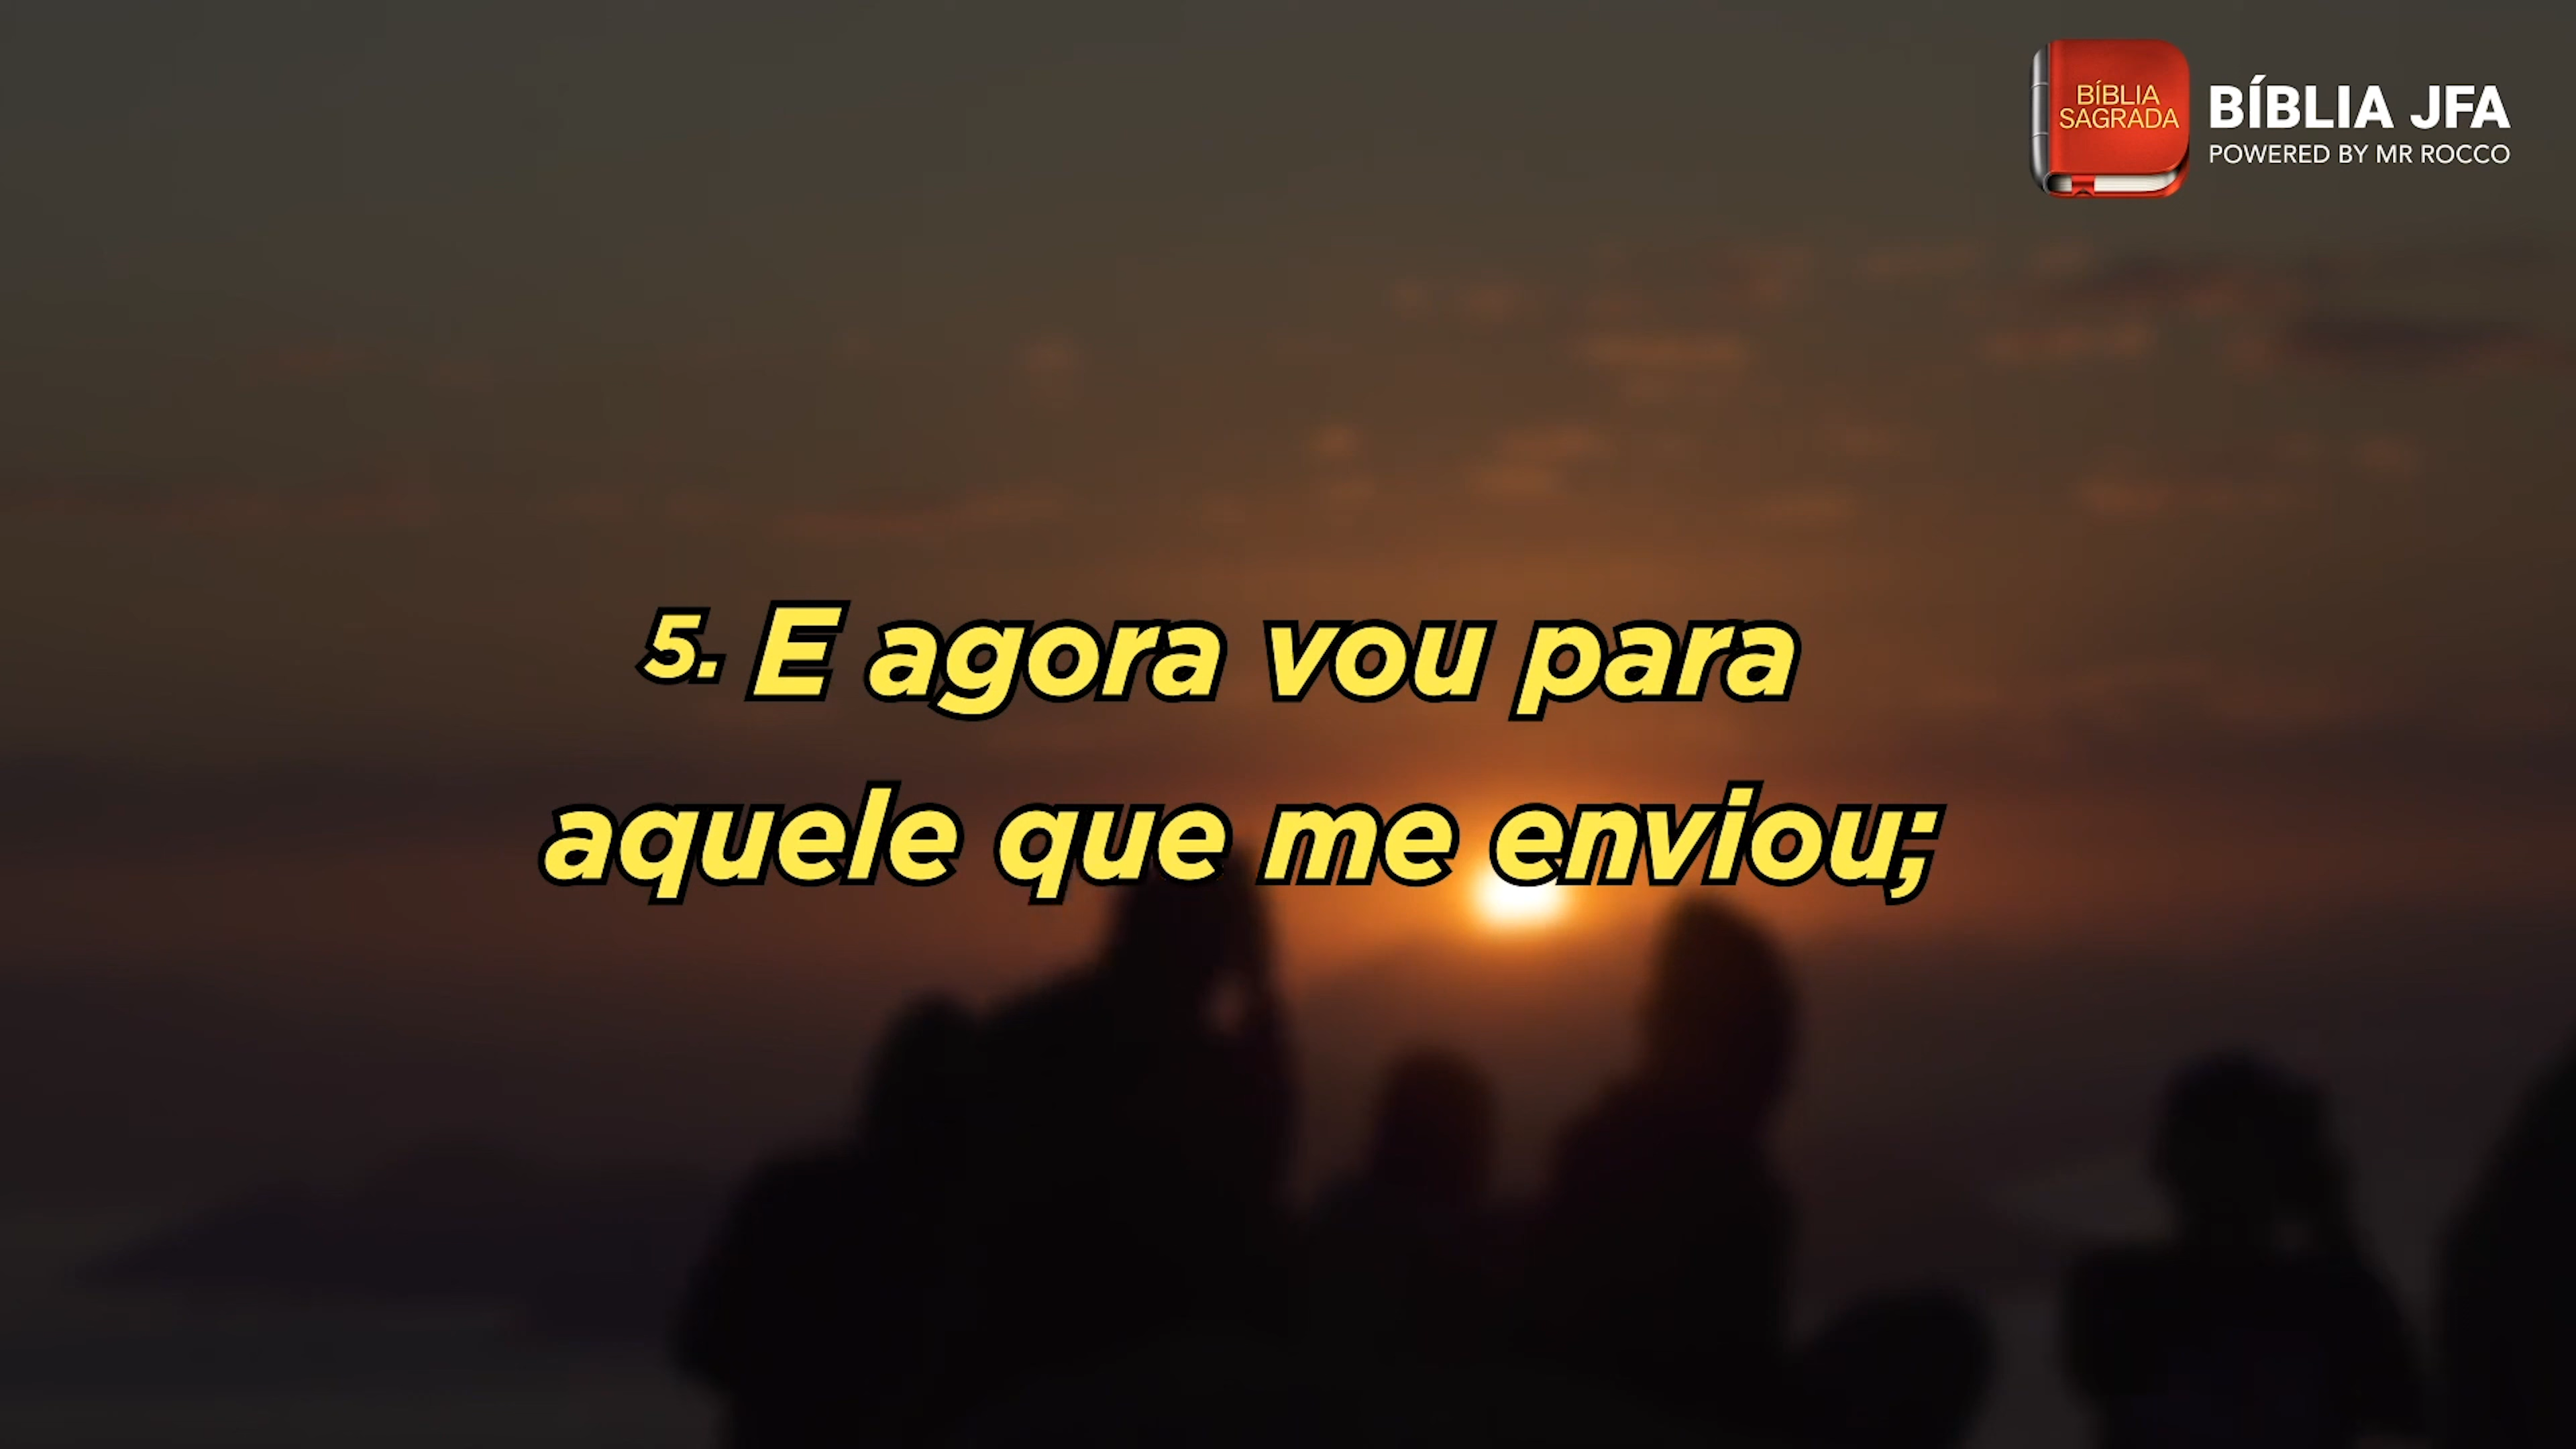 BÍBLIA
SAGRADA
BÍBLIA JFA
POWERED BY MR ROCCO
5. E agora vou para
aquele que me enviou;